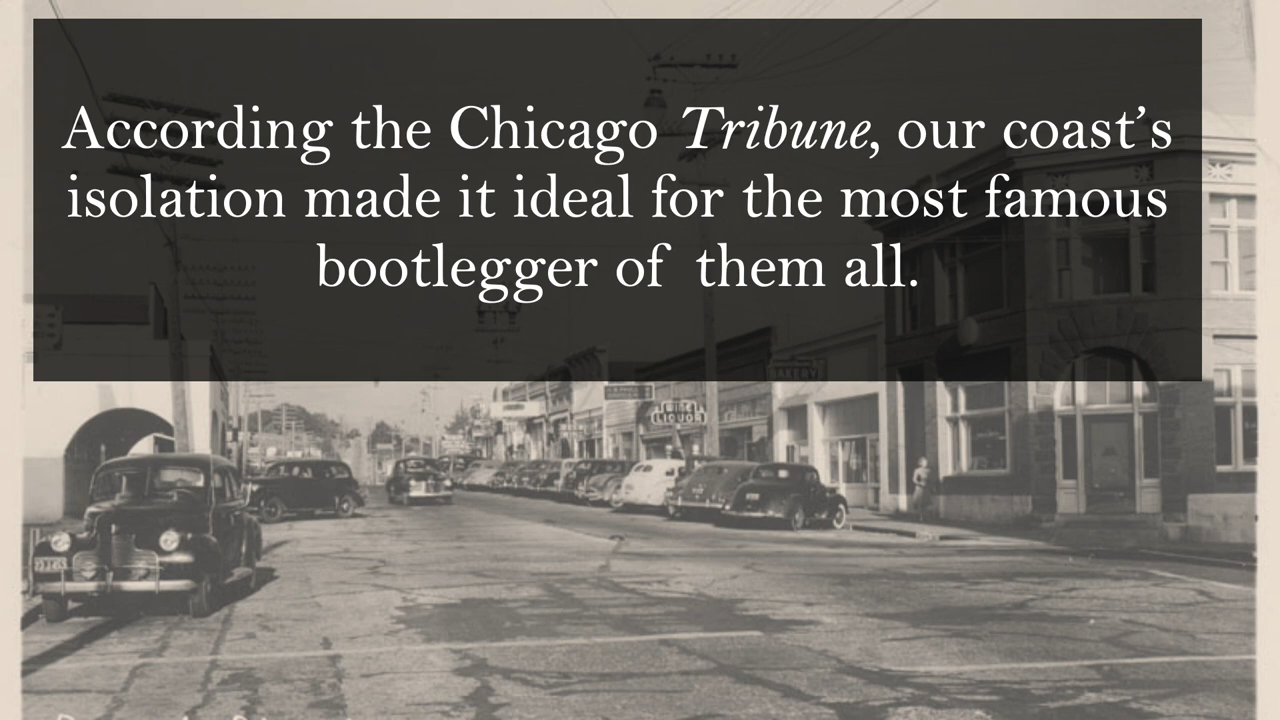 According the Chicago Tribune, our coast’s
isolation made it ideal for the most famous
bootlegger of  them all.
BAKERY
WINE
LIQUOR